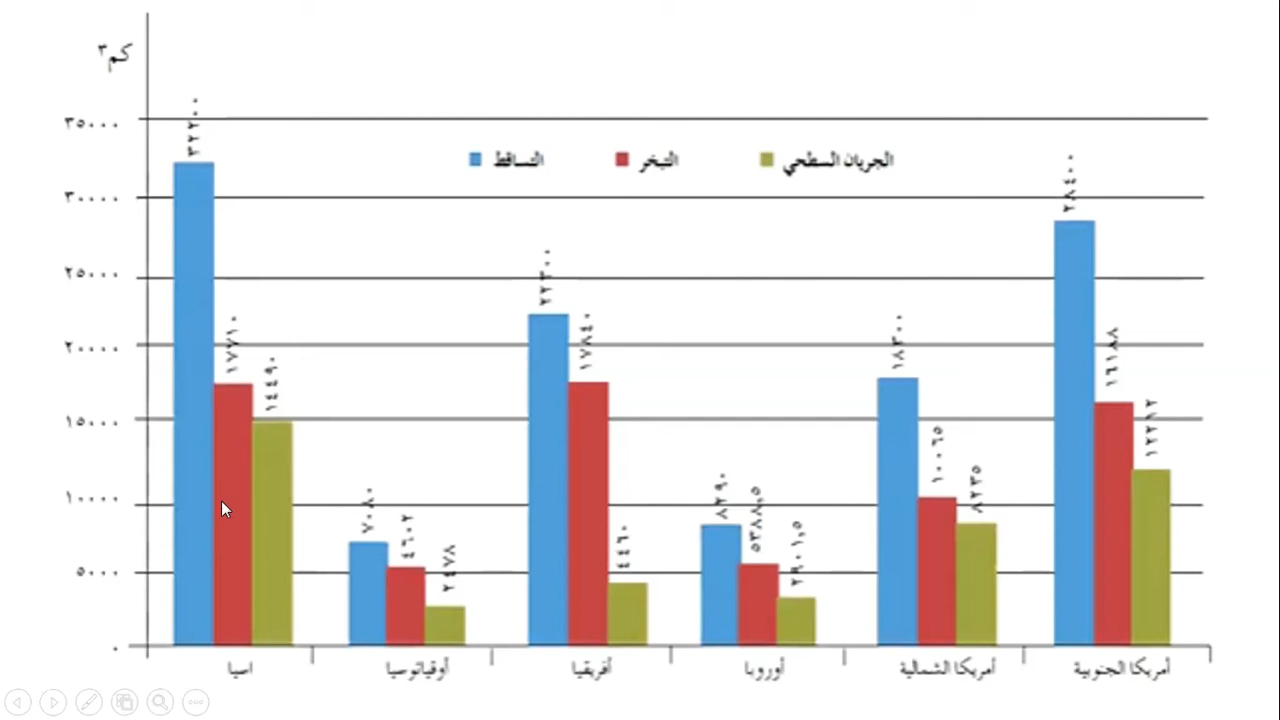 كم٣
٣٥٠٠٠
٣٠٠٠٠
٢٥٠٠٠
٢٠٠٠٠
١٥٠٠٠
١٠٠٠٠
٥٠٠٠
٠
التساقط
التبخر
الجريان السطحي
٣٢٢٠٠
١٧٧١٠
١٤٤٩٠
٧٠٨٠
٤٦٠٢
٢٤٧٨
٢٢٣٠٠
١٧٨٤٠
٤٤٦٠
٨٢٩٠
٥٣٨٨,٥
٢٩٠١,٥
١٨٣٠٠
١٠٠٦٥
٨٢٣٥
٢٨٤٠٠
١٦١٨٨
١٢٢١٢
اسيا
أوقيانوسيا
أفريقيا
أوروبا
أمريكا الشمالية
أمريكا الجنوبية